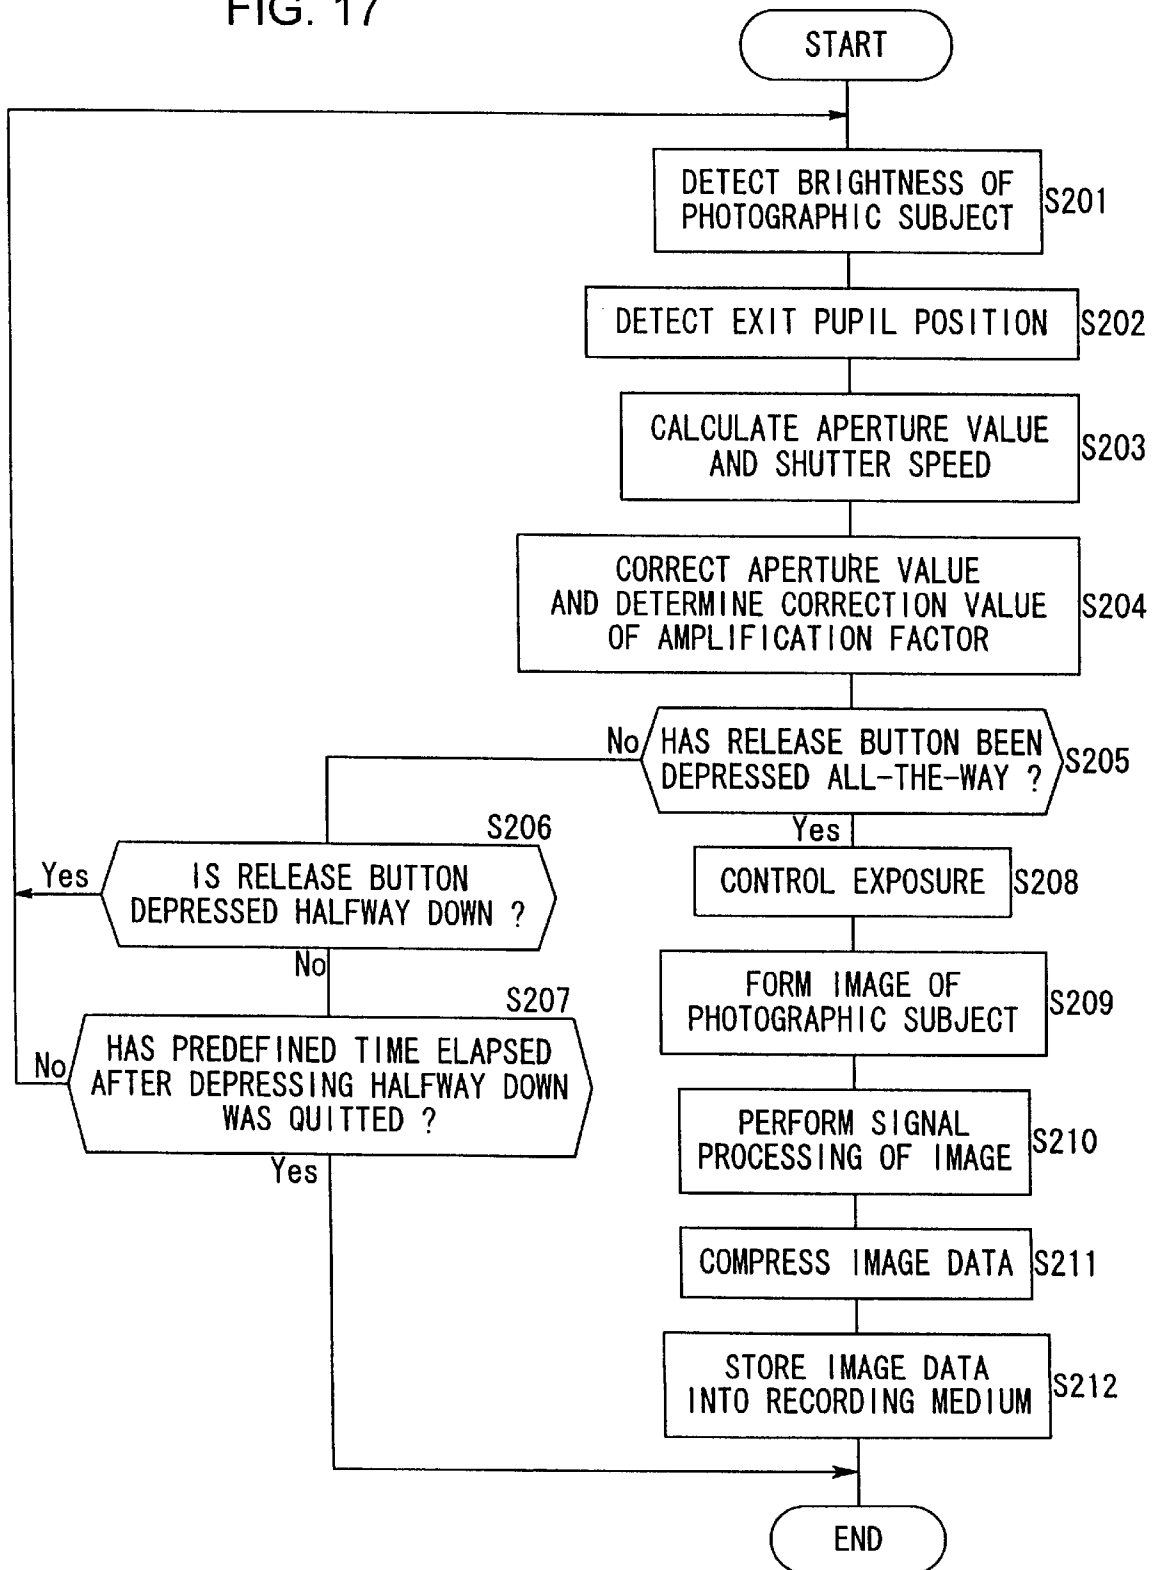 FIG. 17
START
DETECT BRIGHTNESS OF
PHOTOGRAPHIC SUBJECT
S201
DETECT EXIT PUPIL POSITION
S202
CALCULATE APERTURE VALUE
AND SHUTTER SPEED
S203
CORRECT APERTURE VALUE
AND DETERMINE CORRECTION VALUE
OF AMPLIFICATION FACTOR
S204
No
HAS RELEASE BUTTON BEEN
DEPRESSED ALL-THE-WAY ?
S205
Yes
S206
Yes
IS RELEASE BUTTON
DEPRESSED HALFWAY DOWN ?
No
S207
No
HAS PREDEFINED TIME ELAPSED
AFTER DEPRESSING HALFWAY DOWN
WAS QUITTED ?
Yes
CONTROL EXPOSURE
S208
FORM IMAGE OF
PHOTOGRAPHIC SUBJECT
S209
PERFORM SIGNAL
PROCESSING OF IMAGE
S210
COMPRESS IMAGE DATA
S211
STORE IMAGE DATA
INTO RECORDING MEDIUM
S212
END